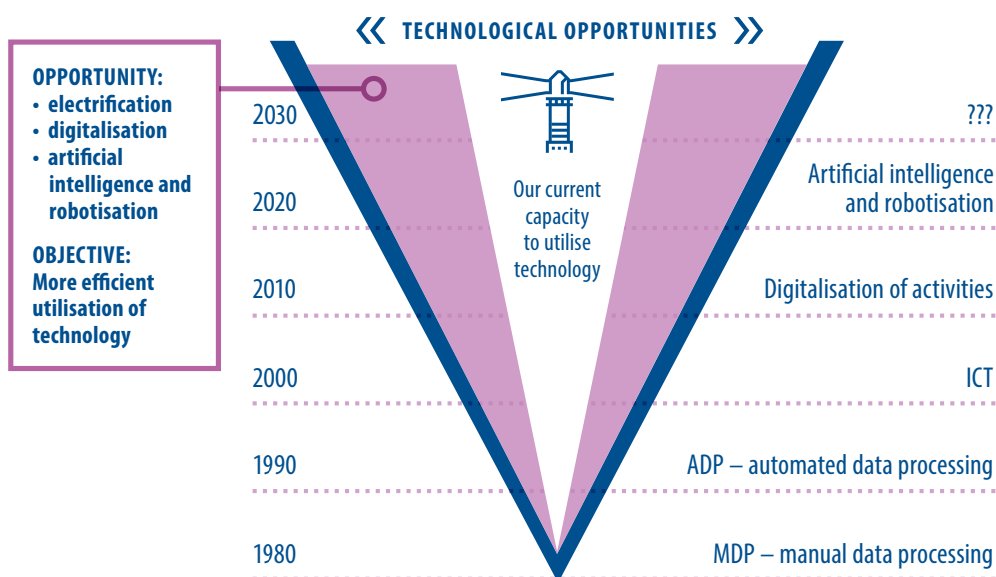 TECHNOLOGICAL OPPORTUNITIES
OPPORTUNITY:
• electrification
• digitalisation
• artificial
intelligence and
robotisation
OBJECTIVE:
More efficient
utilisation of
technology
Our current
capacity
to utilise
technology
2030
???
2020
Artificial intelligence
and robotisation
2010
Digitalisation of activities
2000
ICT
1990
ADP – automated data processing
1980
MDP – manual data processing